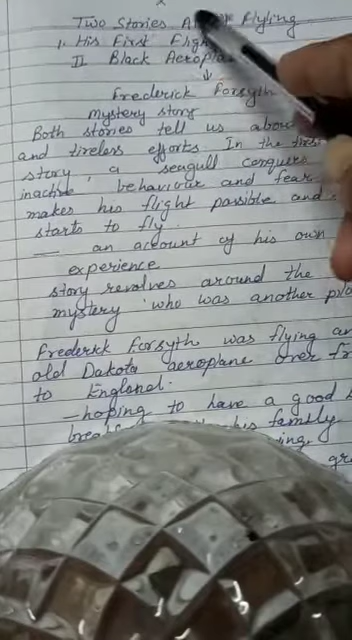 Two Stories About Flying
I. His First Flig
II. Black Aeropla
Frederick Forsyth
mystery story
Both stories tell us abou
and tireless efforts. In the first
story, a seagull conquers
behaviour and fear
makes his flight possible and
starts to fly.
— an account of his own
experience
story revolves around the
mystery 'who was another pilo
Frederick Forsyth was flying an
old Dakota aeroplane over Fr
to England.
—hoping to have a good
family